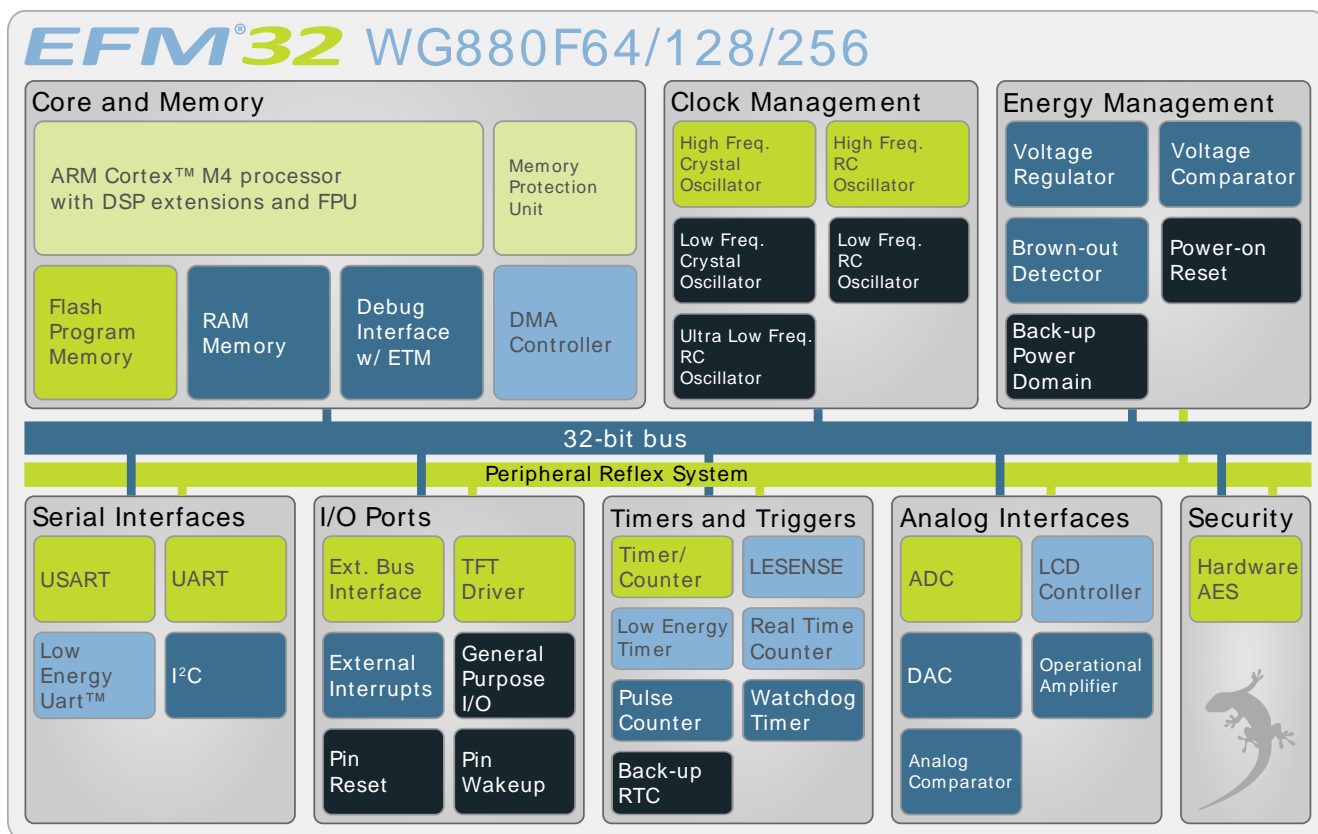 EFM®32 WG880F64/128/256
Core and Memory
ARM Cortex™ M4 processor
with DSP extensions and FPU
Memory
Protection
Unit
Flash
Program
Memory
RAM
Memory
Debug
Interface
w/ ETM
DMA
Controller
Clock Management
High Freq.
Crystal
Oscillator
High Freq.
RC
Oscillator
Low Freq.
Crystal
Oscillator
Low Freq.
RC
Oscillator
Ultra Low Freq.
RC
Oscillator
Energy Management
Voltage
Regulator
Voltage
Comparator
Brown-out
Detector
Power-on
Reset
Back-up
Power
Domain
32-bit bus
Peripheral Reflex System
Serial Interfaces
USART
UART
Low
Energy
Uart™
I²C
I/O Ports
Ext. Bus
Interface
TFT
Driver
External
Interrupts
General
Purpose
I/O
Pin
Reset
Pin
Wakeup
Timers and Triggers
Timer/
Counter
LESENSE
Low Energy
Timer
Real Time
Counter
Pulse
Counter
Watchdog
Timer
Back-up
RTC
Analog Interfaces
ADC
LCD
Controller
DAC
Operational
Amplifier
Analog
Comparator
Security
Hardware
AES